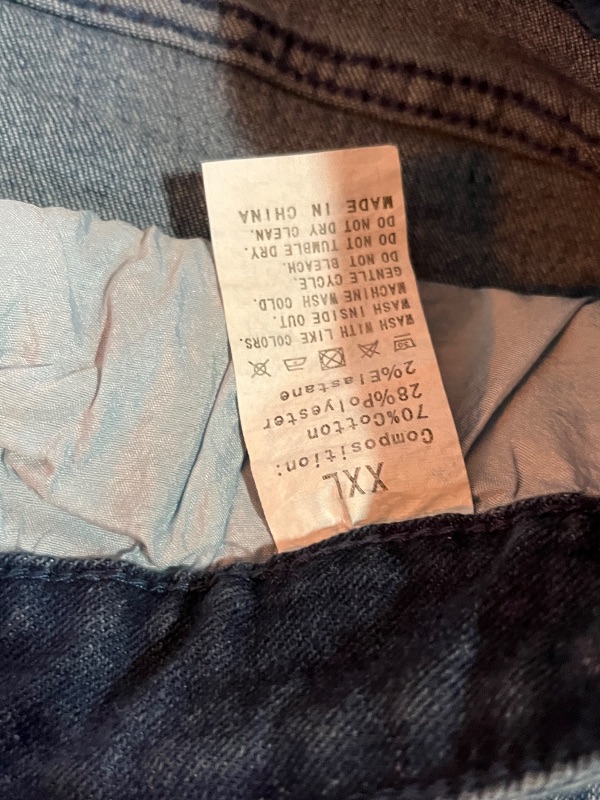 XXL
Composition:
70%Cotton
28%Polyester
2%Elastane
WASH WITH LIKE COLORS.
WASH INSIDE OUT.
MACHINE WASH COLD.
GENTLE CYCLE.
DO NOT BLEACH.
DO NOT TUMBLE DRY.
DO NOT DRY CLEAN.
MADE IN CHINA